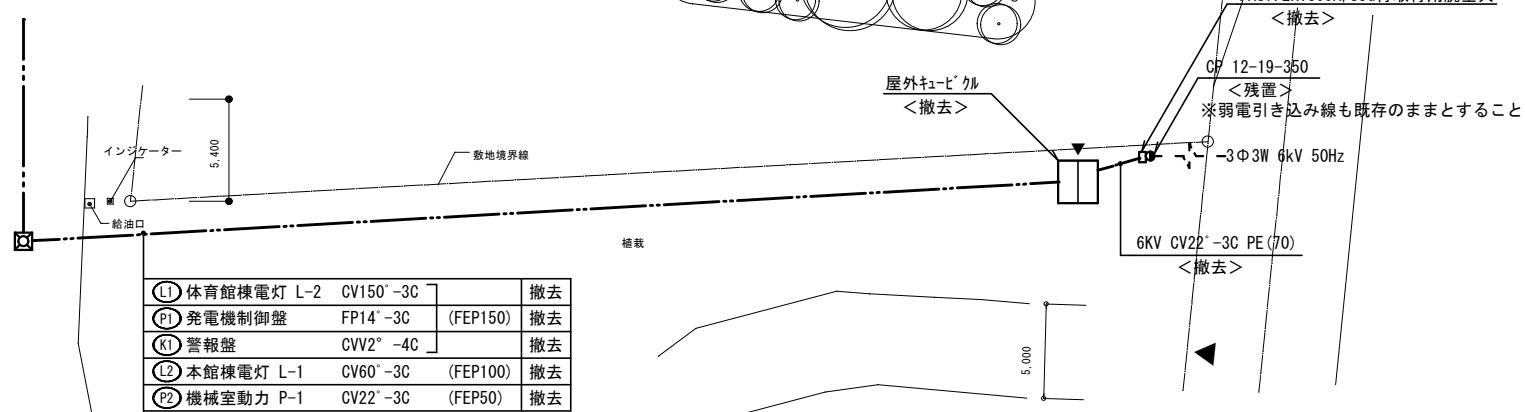 <撤去>
CP 12-19-350
<残置>
※弱電引き込み線も既存のままとすること
屋外キュービクル
<撤去>
インジケーター
5,400
敷地境界線
3Φ3W 6kV 50Hz
給油口
植栽
6KV CV22°-3C PE(70)
<撤去>
L1 体育館棟電灯 L-2 CV150°-3C 撤去
P1 発電機制御盤 FP14°-3C (FEP150) 撤去
K1 警報盤 CVV2° -4C 撤去
L2 本館棟電灯 L-1 CV60°-3C (FEP100) 撤去
P2 機械室動力 P-1 CV22°-3C (FEP50) 撤去
5,000